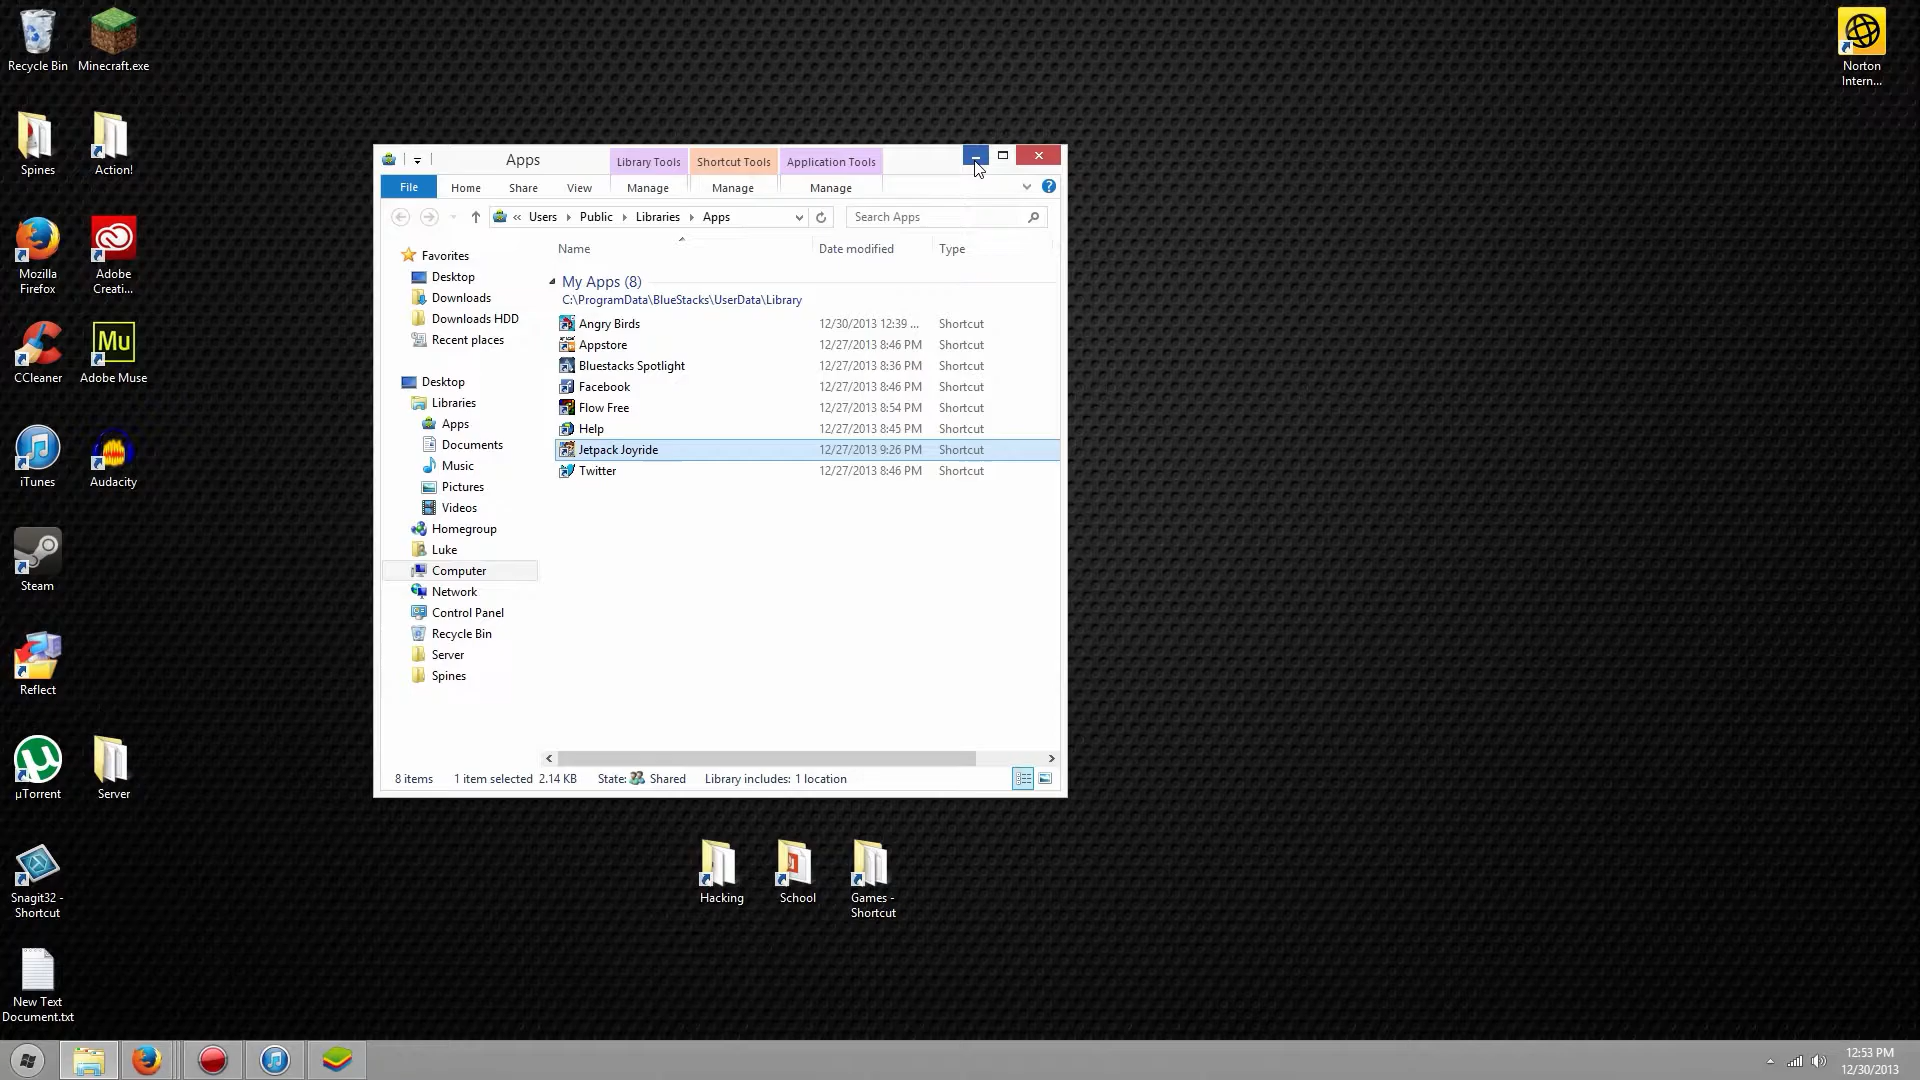 Recycle Bin
Minecraft.exe
Norton
Intern...
Spines
Action!
Mozilla
Firefox
Adobe
Creati...
CCleaner
Mu
Adobe Muse
iTunes
Audacity
Steam
Reflect
µTorrent
Server
Snagit32 -
Shortcut
New Text
Document.txt
Apps
Library Tools
Shortcut Tools
Application Tools
File
Home
Share
View
Manage
Manage
Manage
« Users
Public
Libraries
Apps
Search Apps
Name
Date modified
Type
Favorites
Desktop
Downloads
Downloads HDD
Recent places
Desktop
Libraries
Apps
Documents
Music
Pictures
Videos
Homegroup
Luke
Computer
Network
Control Panel
Recycle Bin
Server
Spines
My Apps (8)
C:\ProgramData\BlueStacks\UserData\Library
Angry Birds 12/30/2013 12:39 ... Shortcut
Appstore 12/27/2013 8:46 PM Shortcut
Bluestacks Spotlight 12/27/2013 8:36 PM Shortcut
Facebook 12/27/2013 8:46 PM Shortcut
Flow Free 12/27/2013 8:54 PM Shortcut
Help 12/27/2013 8:45 PM Shortcut
Jetpack Joyride 12/27/2013 9:26 PM Shortcut
Twitter 12/27/2013 8:46 PM Shortcut
8 items 1 item selected 2.14 KB State: Shared Library includes: 1 location
Hacking
School
Games -
Shortcut
12:53 PM
12/30/2013